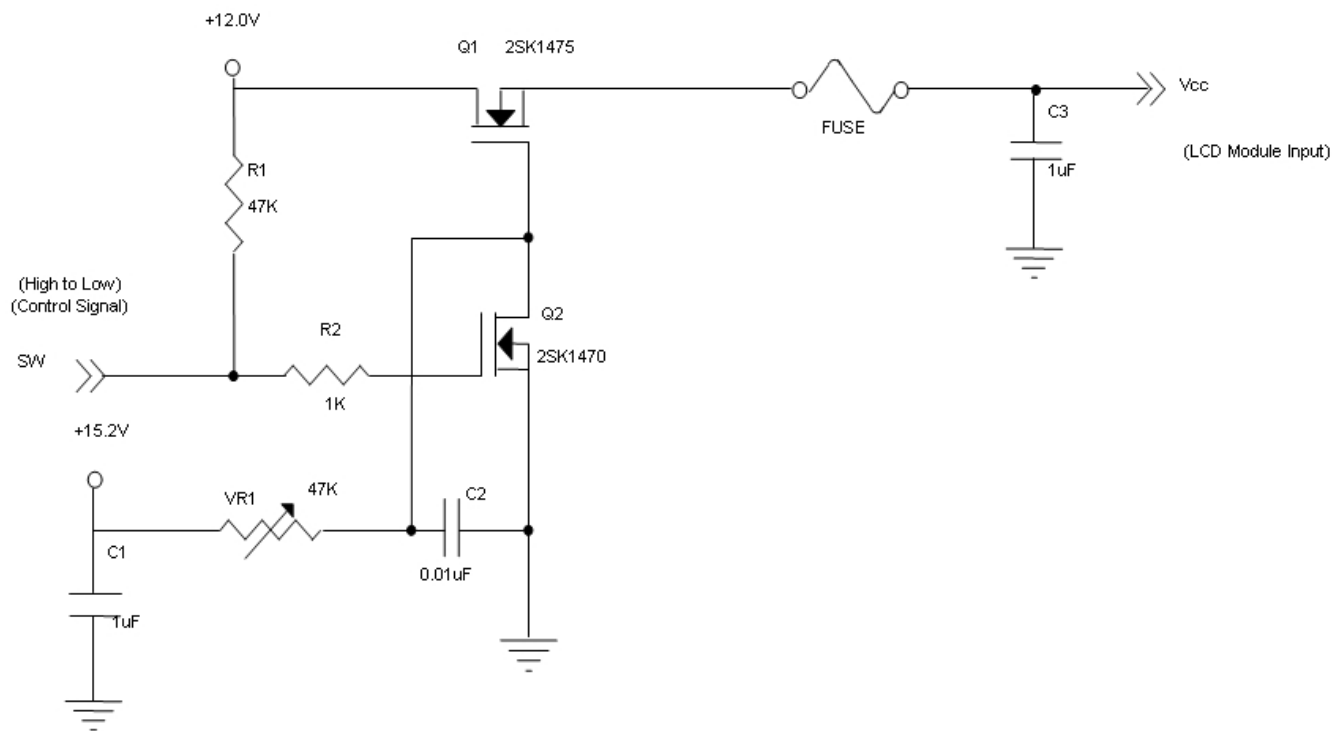 +12.0V
Q1 2SK1475
Vcc
C3
FUSE
(LCD Module Input)
1uF
R1
47K
(High to Low)
(Control Signal)
Q2
R2
SW
2SK1470
1K
+15.2V
47K
VR1
C2
C1
0.01uF
1uF